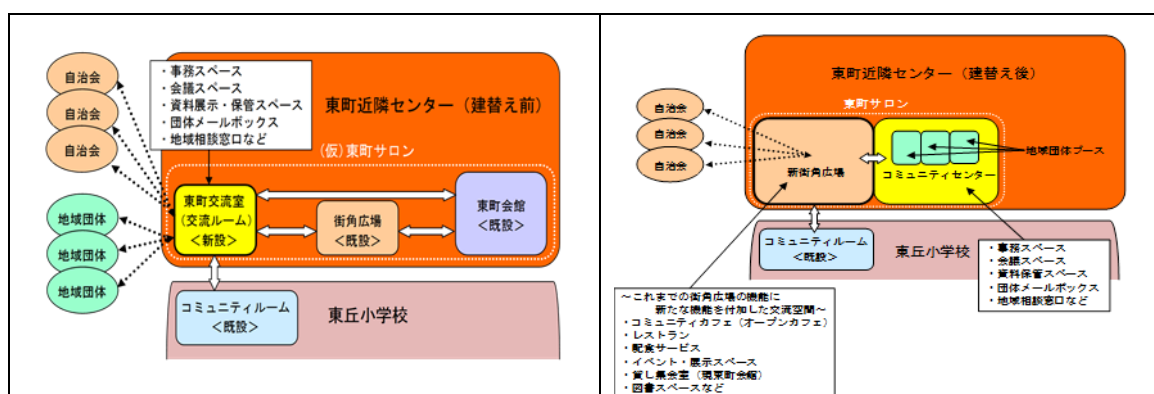 ・事務スペース
・会議スペース
・資料展示・保管スペース
・団体メールボックス
・地域相談窓口など
自治会
自治会
自治会
東町近隣センター（建替え前）
(仮)東町サロン
東町交流室
（交流ルーム）
＜新設＞
街角広場
＜既設＞
東町会館
＜既設＞
地域団体
地域団体
地域団体
コミュニティルーム
＜既設＞
東丘小学校
東町近隣センター（建替え後）
東町サロン
自治会
自治会
自治会
新街角広場
コミュニティセンター
地域団体ブース
コミュニティルーム
＜既設＞
東丘小学校
・事務スペース
・会議スペース
・資料保管スペース
・団体メールボックス
・地域相談窓口など
～これまでの街角広場の機能に
新たな機能を付加した交流空間～
・コミュニティカフェ（オープンカフェ）
・レストラン
・配食サービス
・イベント・展示スペース
・貸し集会室（現東町会館）
・図書スペースなど